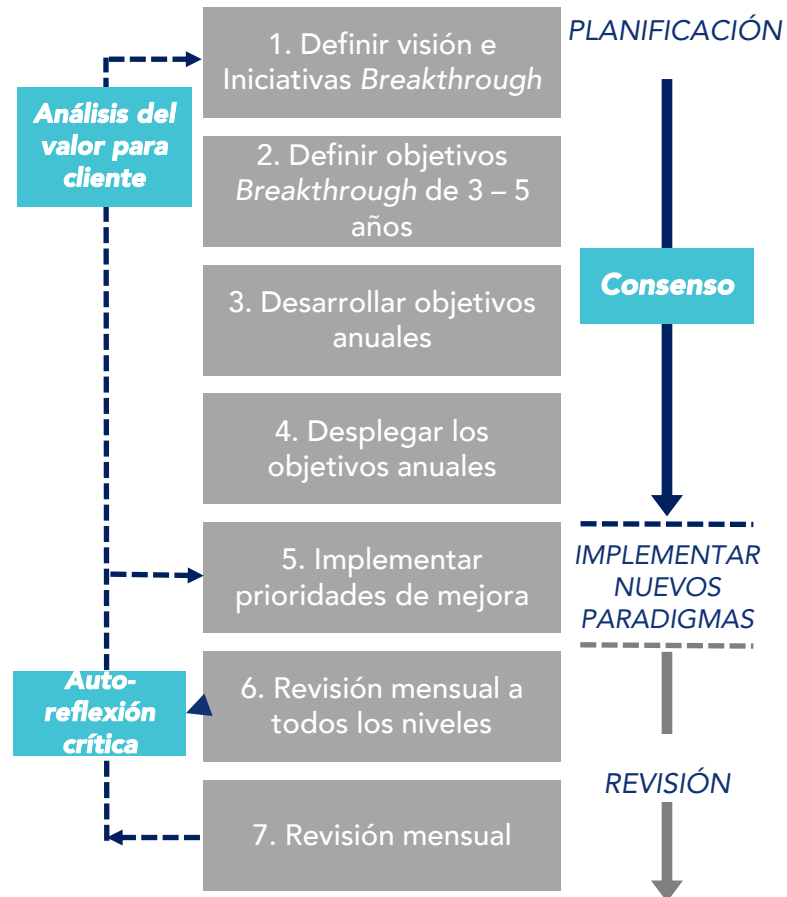 1. Definir visión e
Iniciativas Breakthrough
PLANIFICACIÓN
Análisis del
valor para
cliente
2. Definir objetivos
Breakthrough de 3 – 5
años
Consenso
3. Desarrollar objetivos
anuales
4. Desplegar los
objetivos anuales
5. Implementar
prioridades de mejora
IMPLEMENTAR
NUEVOS
PARADIGMAS
Auto-
reflexión
crítica
6. Revisión mensual a
todos los niveles
REVISIÓN
7. Revisión mensual